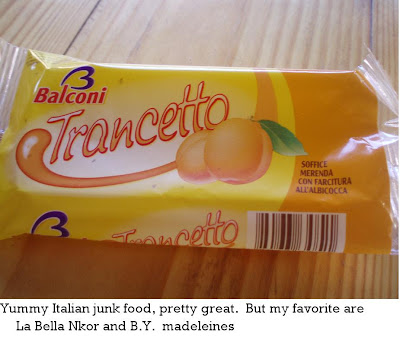 Balconi
Trancetto
SOFFICE
MERENDA
CON FARCITURA
ALL'ALBICOCCA
Trancetto
Yummy Italian junk food, pretty great.  But my favorite are
La Bella Nkor and B.Y.  madeleines